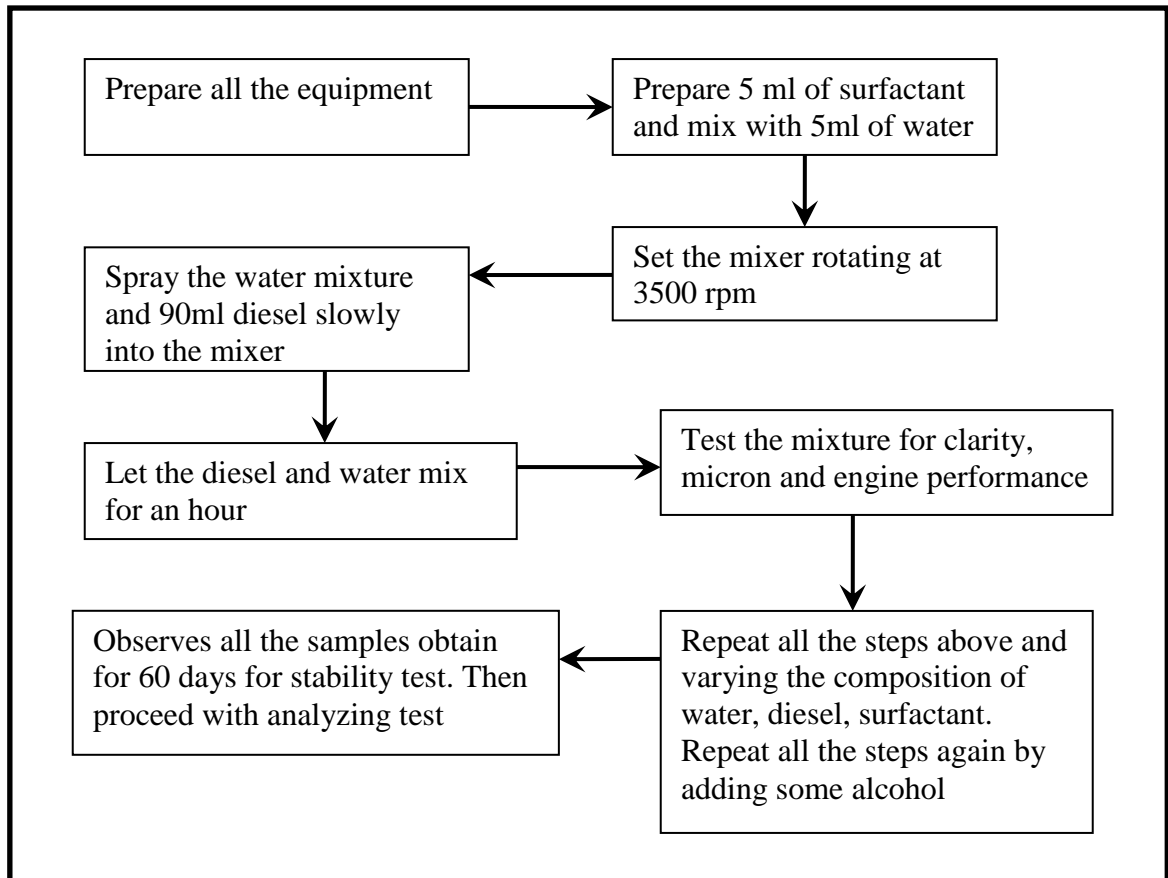 Prepare all the equipment
Prepare 5 ml of surfactant
and mix with 5ml of water
Set the mixer rotating at
3500 rpm
Spray the water mixture
and 90ml diesel slowly
into the mixer
Let the diesel and water mix
for an hour
Test the mixture for clarity,
micron and engine performance
Repeat all the steps above and
varying the composition of
water, diesel, surfactant.
Repeat all the steps again by
adding some alcohol
Observes all the samples obtain
for 60 days for stability test. Then
proceed with analyzing test